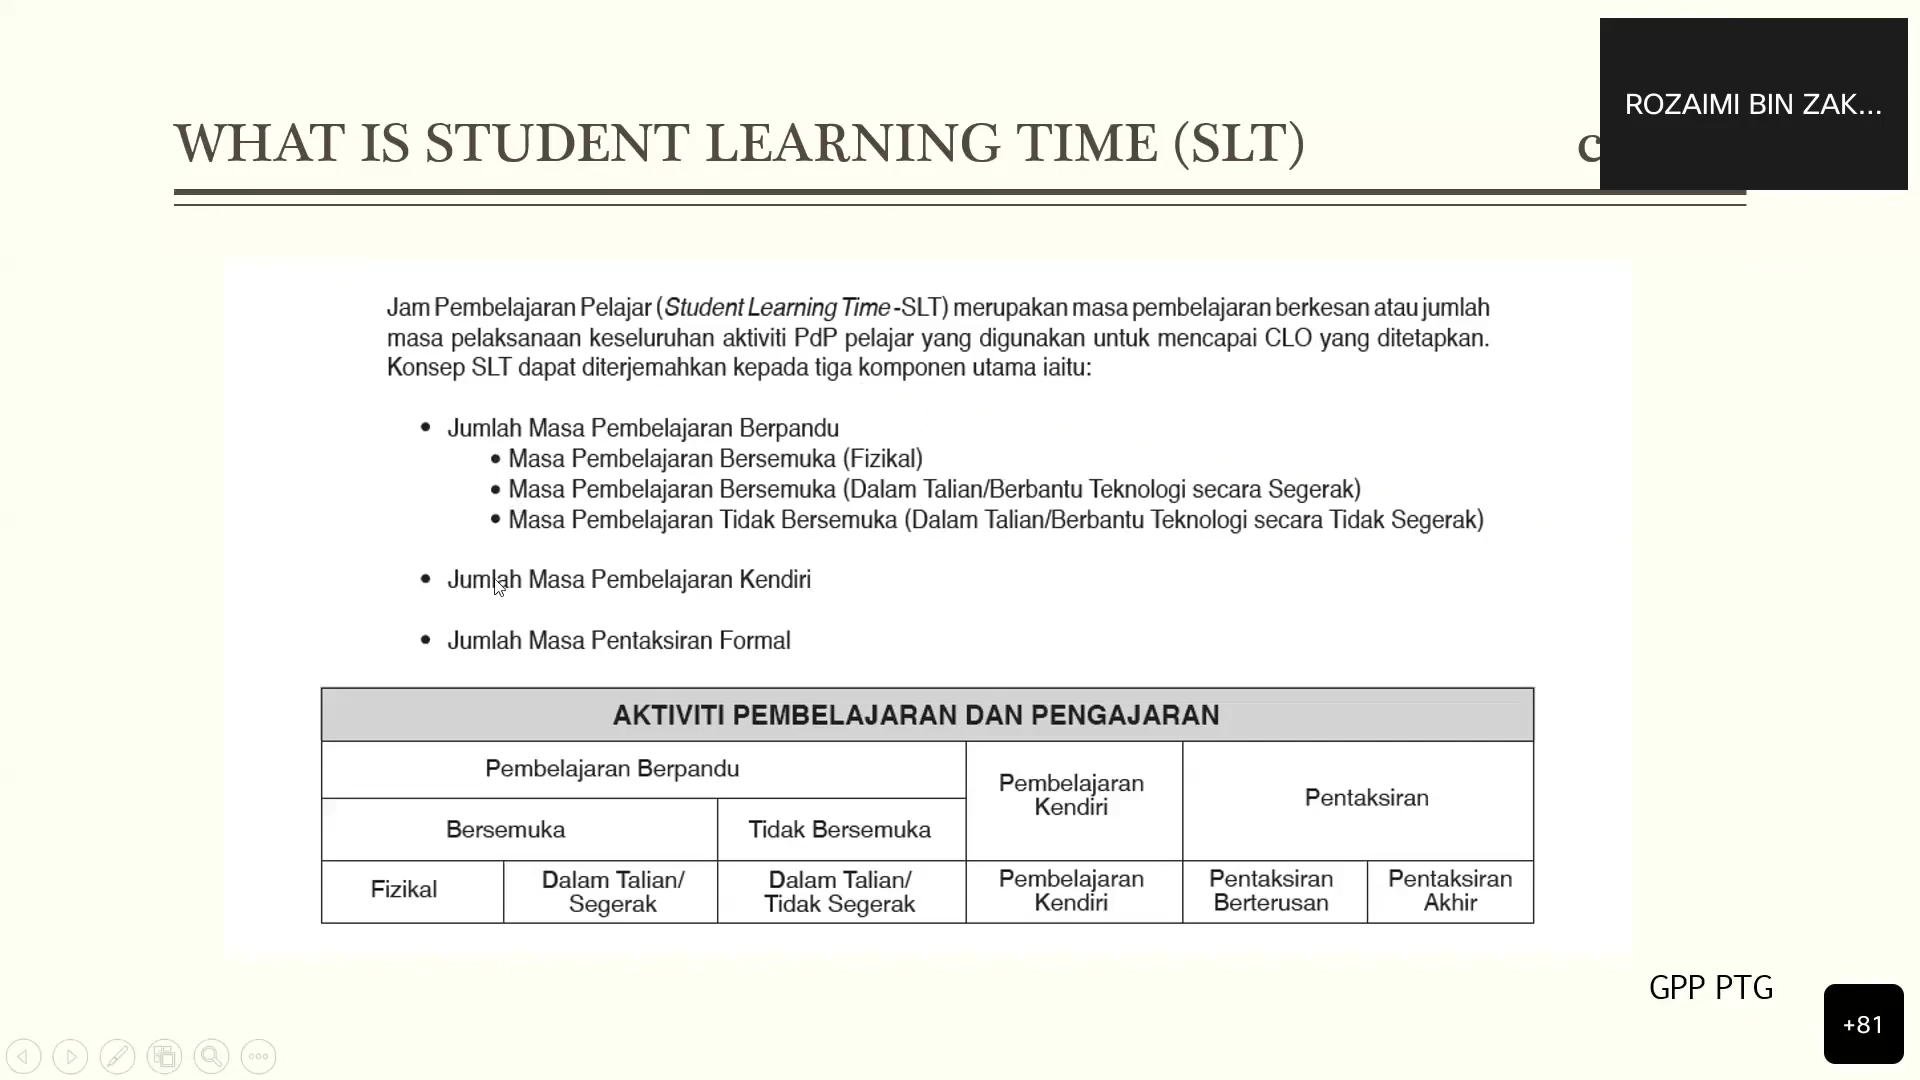 ROZAIMI BIN ZAK...
WHAT IS STUDENT LEARNING TIME (SLT)
Jam Pembelajaran Pelajar (Student Learning Time -SLT) merupakan masa pembelajaran berkesan atau jumlah
masa pelaksanaan keseluruhan aktiviti PdP pelajar yang digunakan untuk mencapai CLO yang ditetapkan.
Konsep SLT dapat diterjemahkan kepada tiga komponen utama iaitu:
• Jumlah Masa Pembelajaran Berpandu
• Masa Pembelajaran Bersemuka (Fizikal)
• Masa Pembelajaran Bersemuka (Dalam Talian/Berbantu Teknologi secara Segerak)
• Masa Pembelajaran Tidak Bersemuka (Dalam Talian/Berbantu Teknologi secara Tidak Segerak)
• Jumlah Masa Pembelajaran Kendiri
• Jumlah Masa Pentaksiran Formal
AKTIVITI PEMBELAJARAN DAN PENGAJARAN
Pembelajaran Berpandu
Pembelajaran
Kendiri
Pentaksiran
Bersemuka
Tidak Bersemuka
Fizikal
Dalam Talian/
Segerak
Dalam Talian/
Tidak Segerak
Pembelajaran
Kendiri
Pentaksiran
Berterusan
Pentaksiran
Akhir
GPP PTG
+81